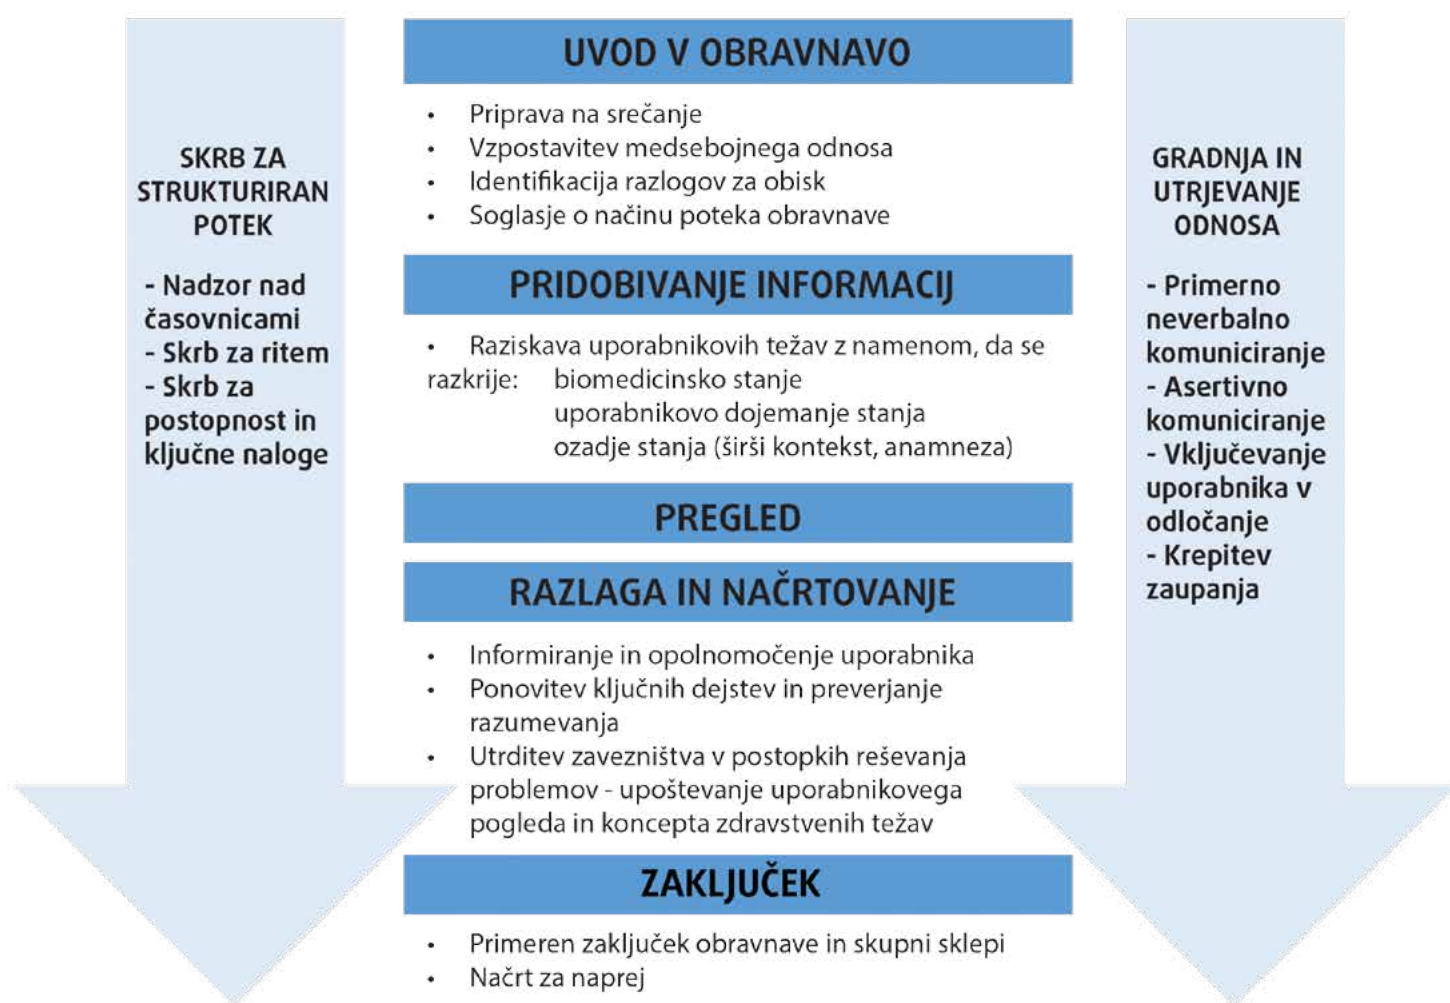 SKRB ZA
STRUKTURIRAN
POTEK
- Nadzor nad
časovnicami
- Skrb za ritem
- Skrb za
postopnost in
ključne naloge
UVOD V OBRAVNAVO
• Priprava na srečanje
• Vzpostavitev medsebojnega odnosa
• Identifikacija razlogov za obisk
• Soglasje o načinu poteka obravnave
PRIDOBIVANJE INFORMACIJ
• Raziskava uporabnikovih težav z namenom, da se
razkrije: biomedicinsko stanje
uporabnikovo dojemanje stanja
ozadje stanja (širši kontekst, anamneza)
PREGLED
RAZLAGA IN NAČRTOVANJE
• Informiranje in opolnomočenje uporabnika
• Ponovitev ključnih dejstev in preverjanje
razumevanja
• Utrditev zavezništva v postopkih reševanja
problemov - upoštevanje uporabnikovega
pogleda in koncepta zdravstvenih težav
ZAKLJUČEK
• Primeren zaključek obravnave in skupni sklepi
• Načrt za naprej
GRADNJA IN
UTRJEVANJE
ODNOSA
- Primerno
neverbalno
komuniciranje
- Asertivno
komuniciranje
- Vključevanje
uporabnika v
odločanje
- Krepitev
zaupanja